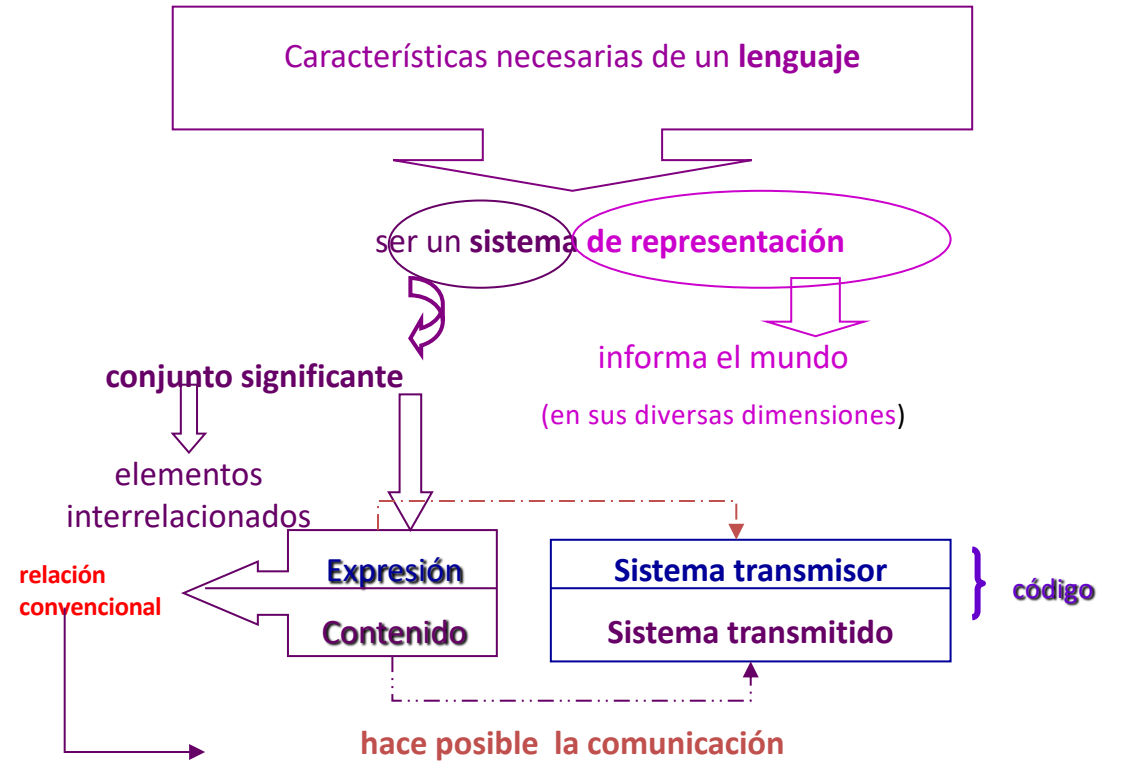 Características necesarias de un lenguaje
ser un sistema de representación
informa el mundo
conjunto significante
(en sus diversas dimensiones)
elementos
interrelacionados
relación
convencional
Expresión
Contenido
Sistema transmisor
Sistema transmitido
código
hace posible  la comunicación